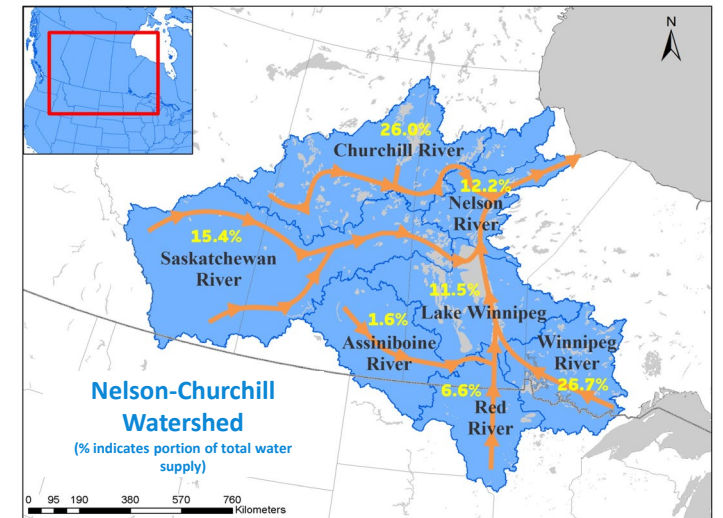 N
26.0%
Churchill River
12.2%
Nelson
River
15.4%
Saskatchewan
River
11.5%
Lake Winnipeg
1.6%
Assiniboine
River
Winnipeg
River
26.7%
6.6%
Red
River
Nelson-Churchill
Watershed
(% indicates portion of total water
supply)
0 95 190 380 570 760
Kilometers